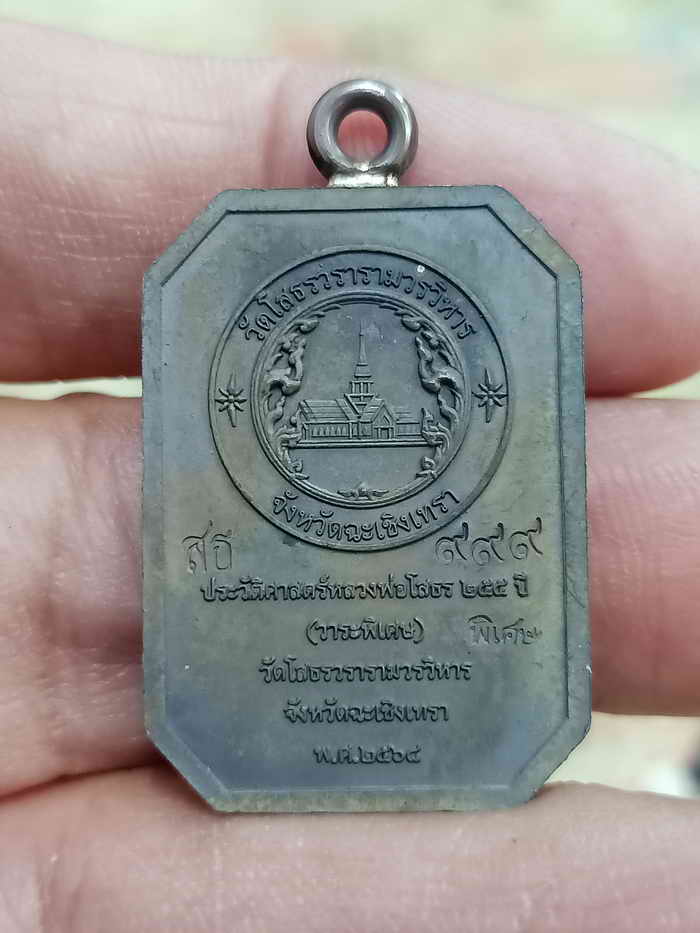 วัดโสธรวรารามวรวิหาร
จังหวัดฉะเชิงเทรา
สธ ๙๙๙
ประวัติศาสตร์หลวงพ่อโสธร ๒๕๕ ปี
(วาระพิเศษ) พิเศษ
วัดโสธรวรารามวรวิหาร
จังหวัดฉะเชิงเทรา
พ.ศ.๒๕๖๔